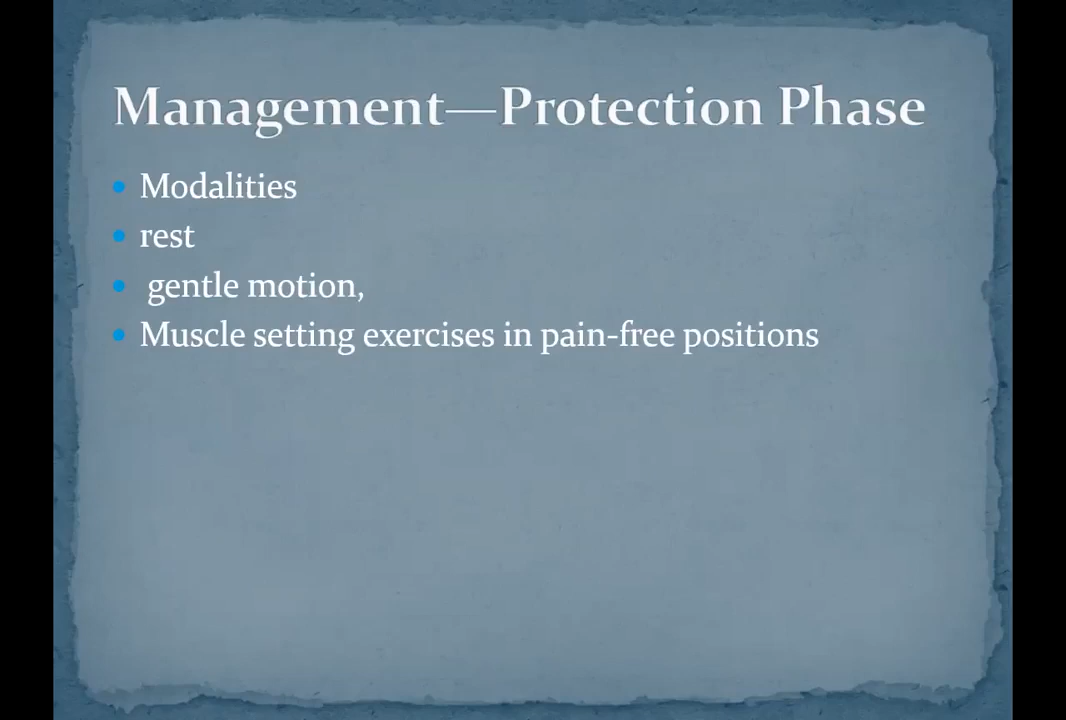 Management—Protection Phase
Modalities
rest
gentle motion,
Muscle setting exercises in pain-free positions